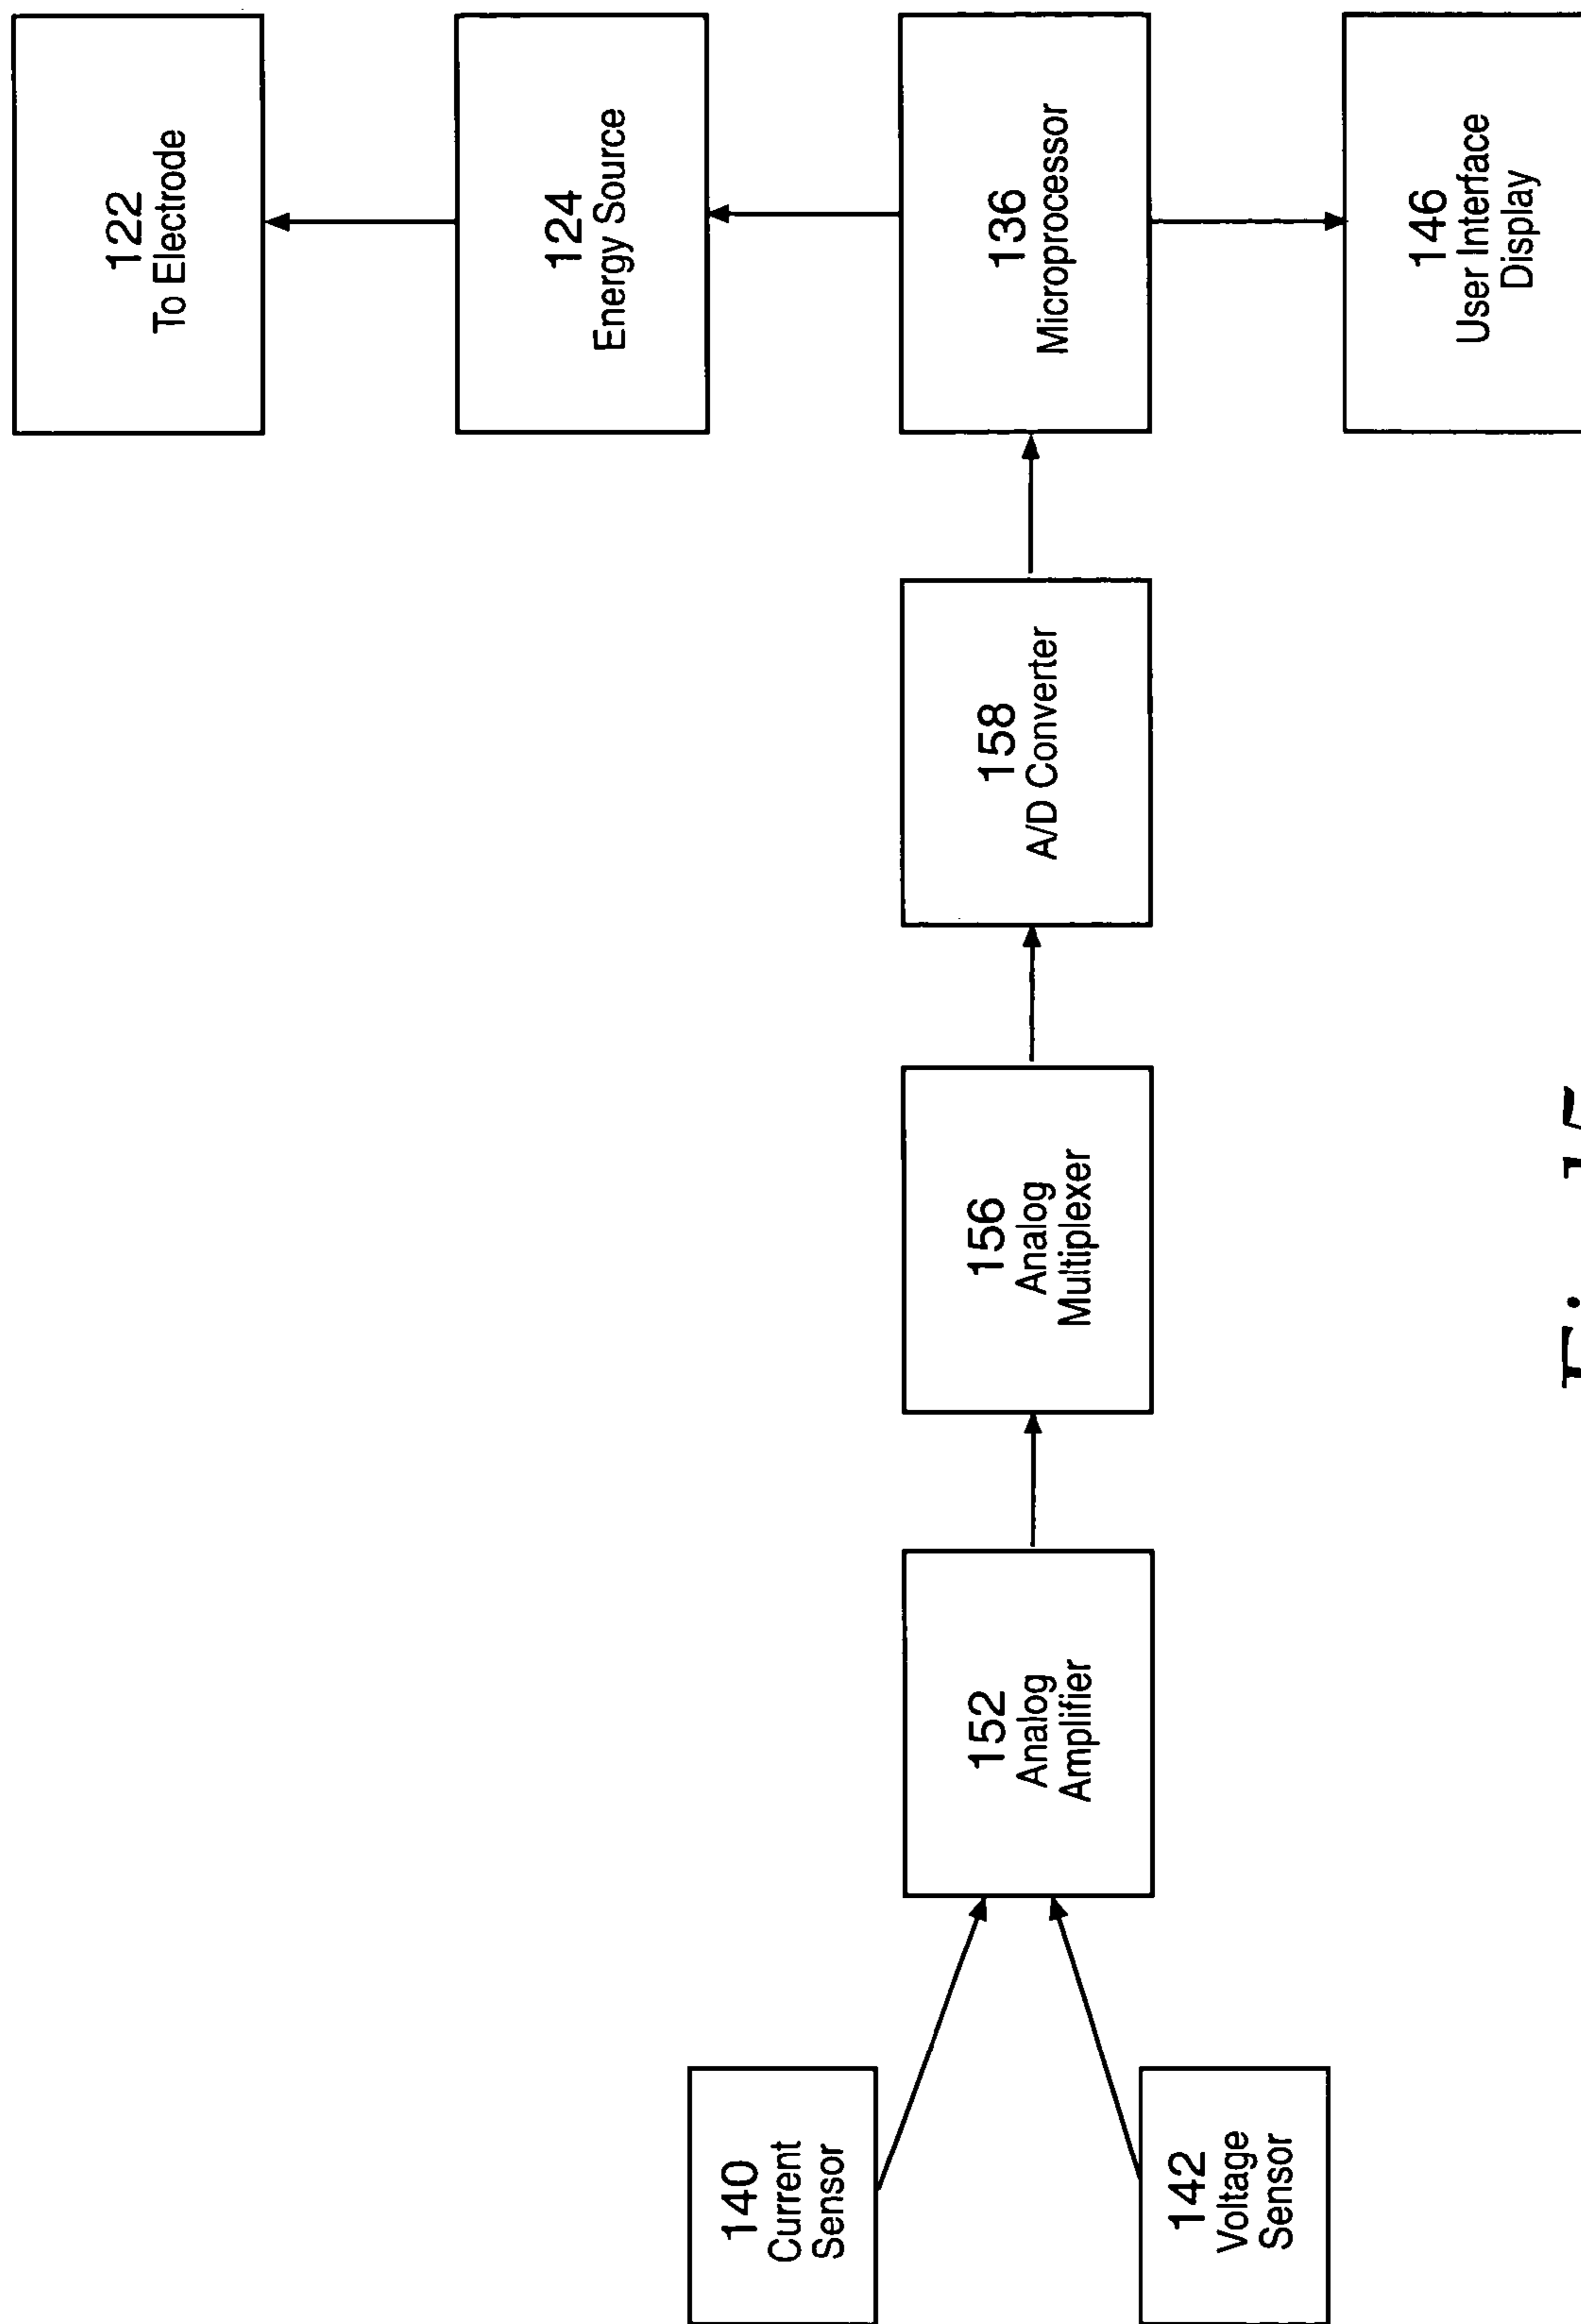 122
To Electrode
124
Energy Source
140
Current
Sensor
142
Voltage
Sensor
152
Analog
Amplifier
156
Analog
Multiplexer
158
A/D Converter
136
Microprocessor
146
User Interface
Display